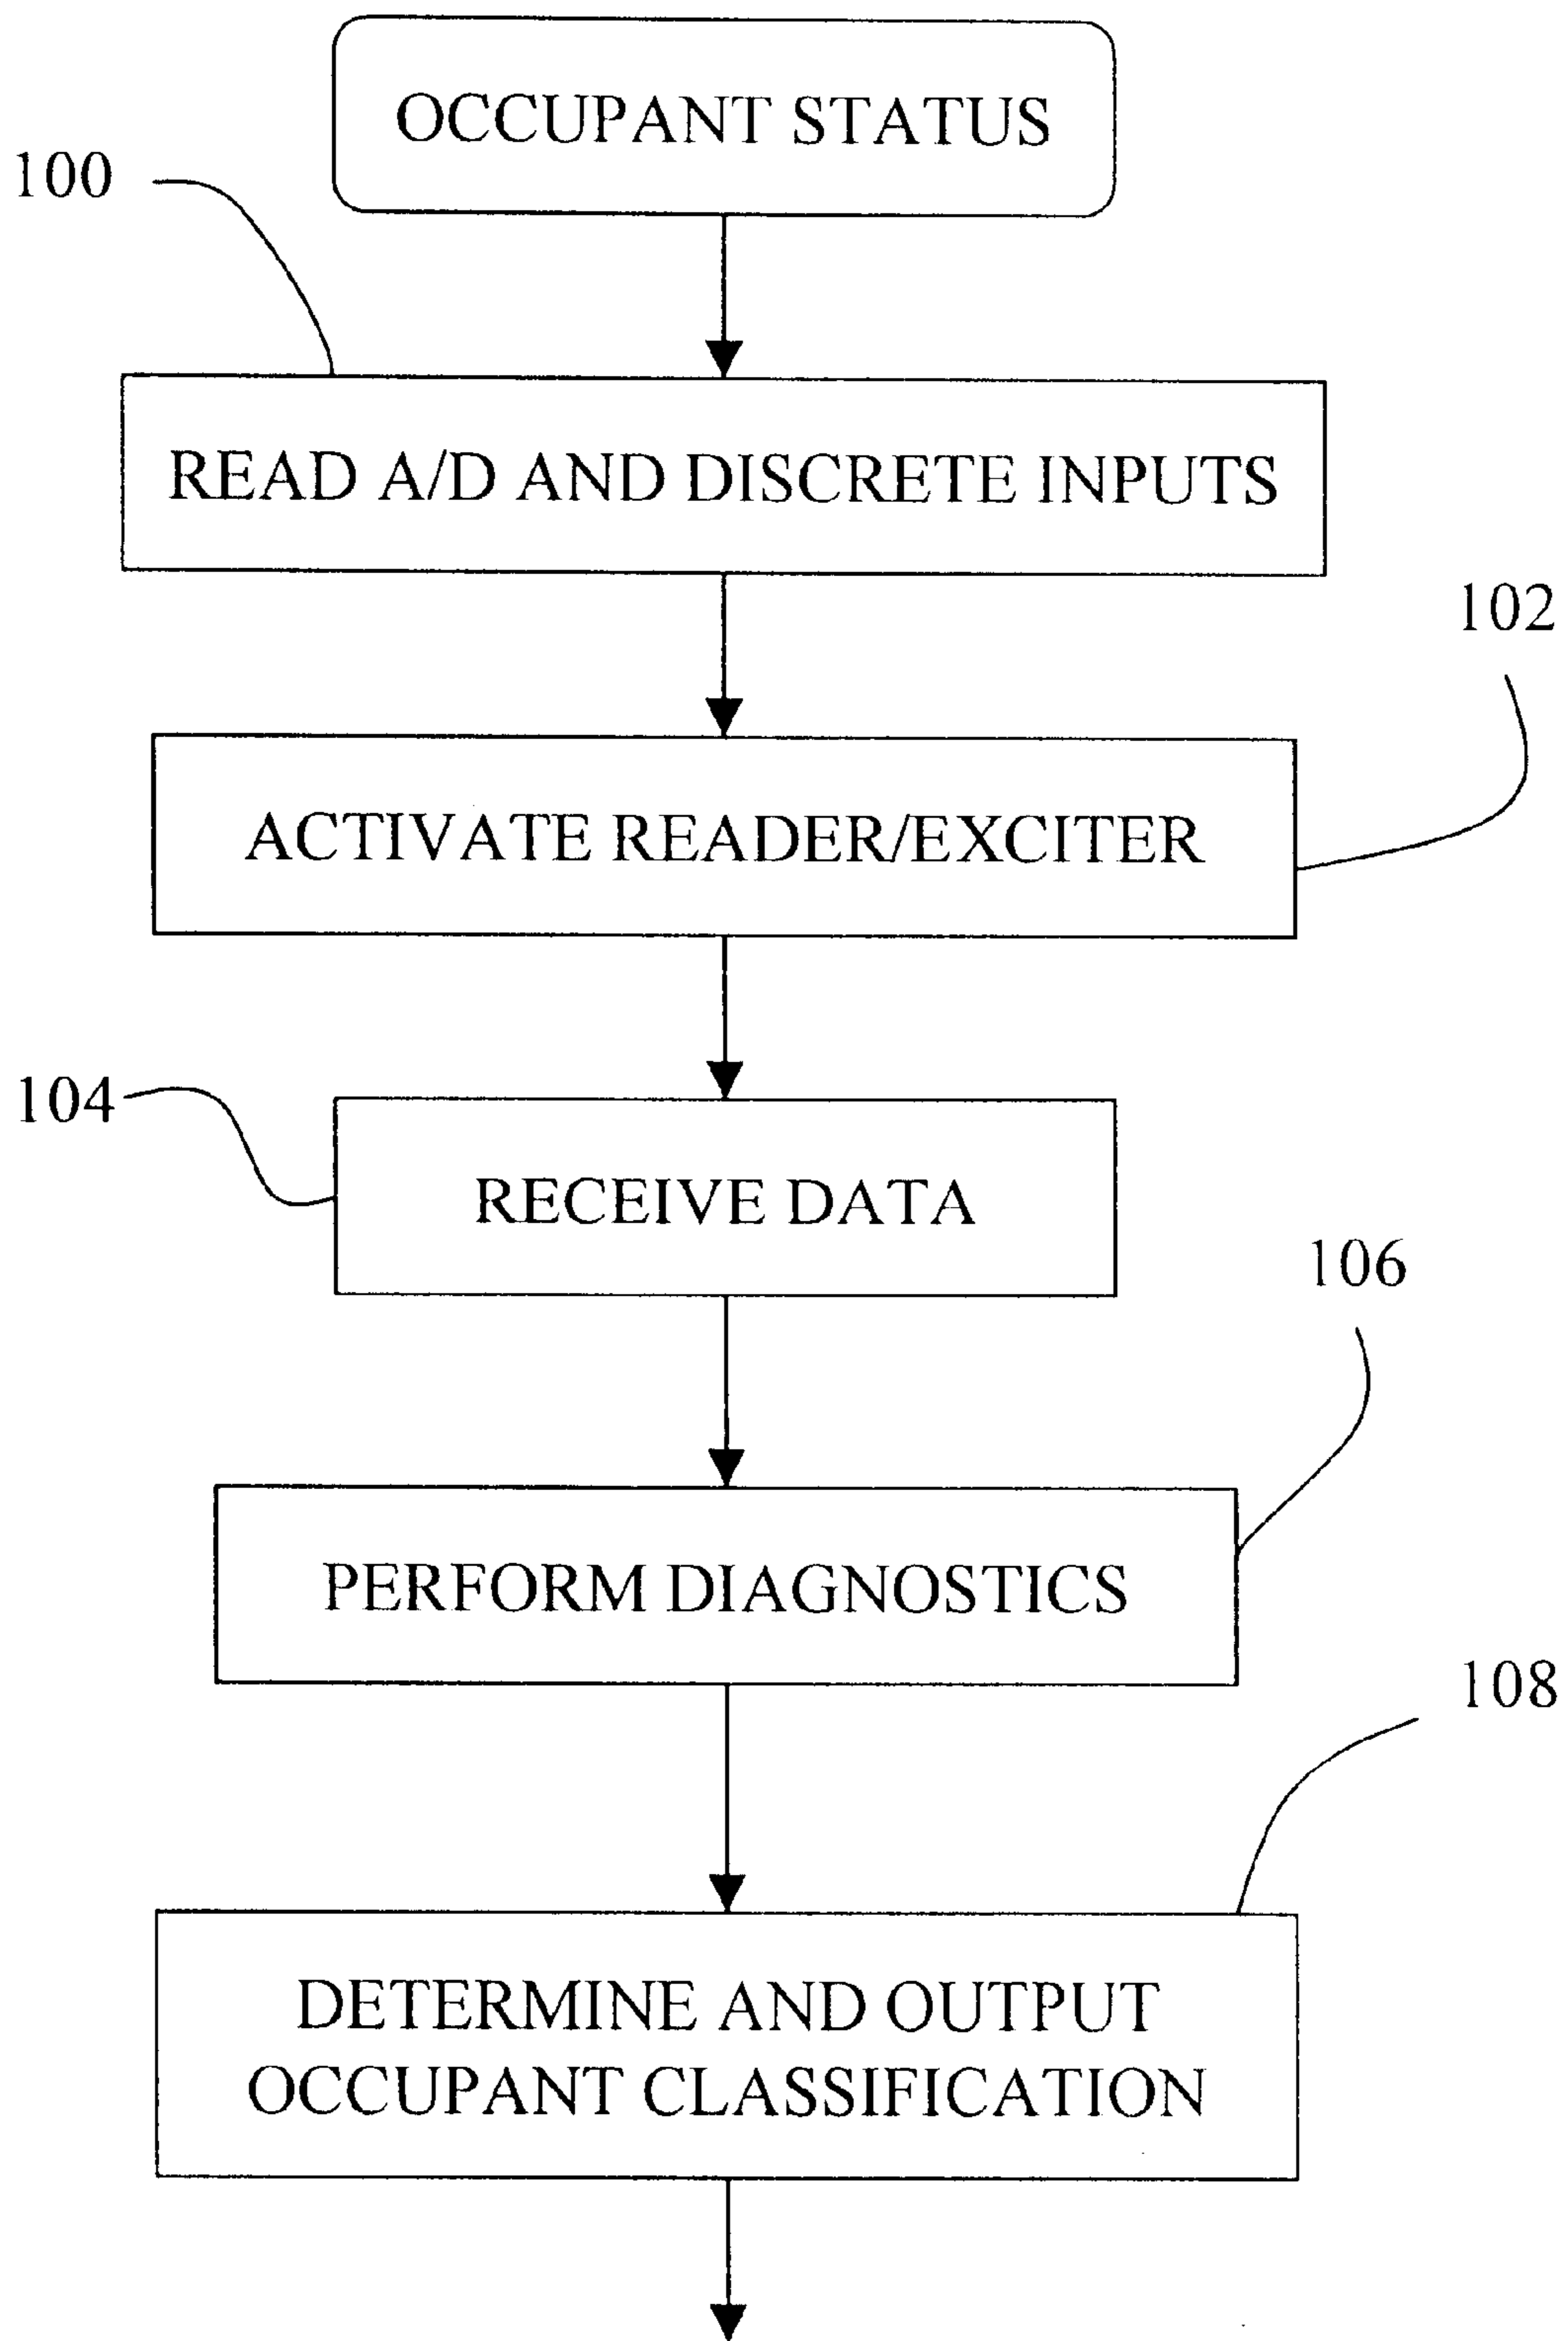 OCCUPANT STATUS
100
READ A/D AND DISCRETE INPUTS
102
ACTIVATE READER/EXCITER
104
RECEIVE DATA
106
PERFORM DIAGNOSTICS
108
DETERMINE AND OUTPUT
OCCUPANT CLASSIFICATION